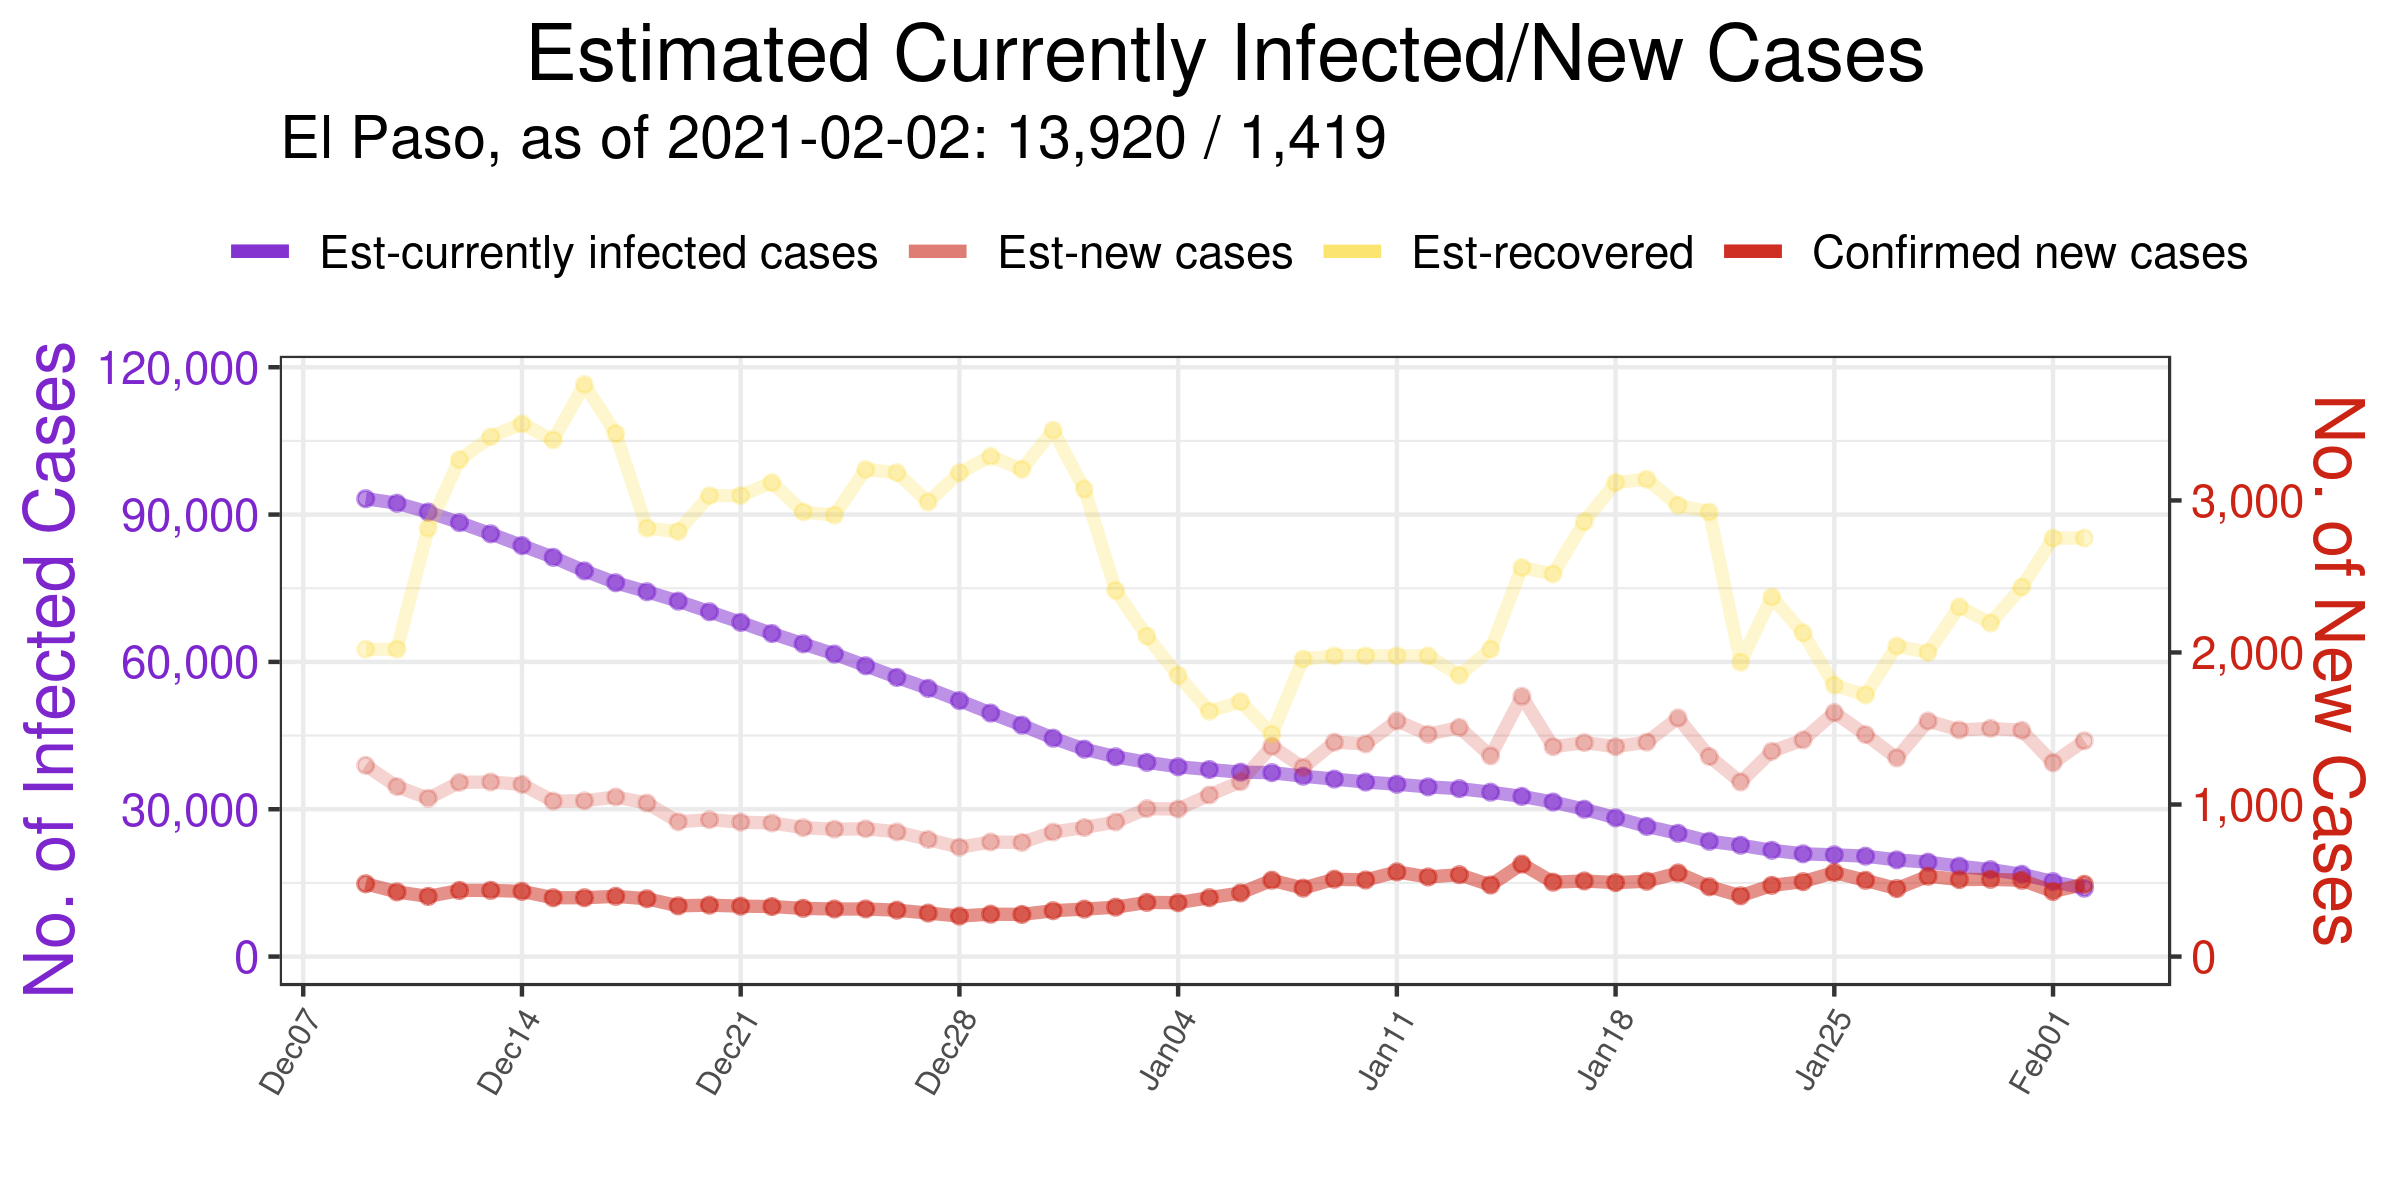 Estimated Currently Infected/New Cases
El Paso, as of 2021-02-02: 13,920 / 1,419
Est-currently infected cases Est-new cases Est-recovered Confirmed new cases
No. of Infected Cases
120,000
90,000
60,000
30,000
0
3,000
2,000
1,000
0
No. of New Cases
Dec07 Dec14 Dec21 Dec28 Jan04 Jan11 Jan18 Jan25 Feb01